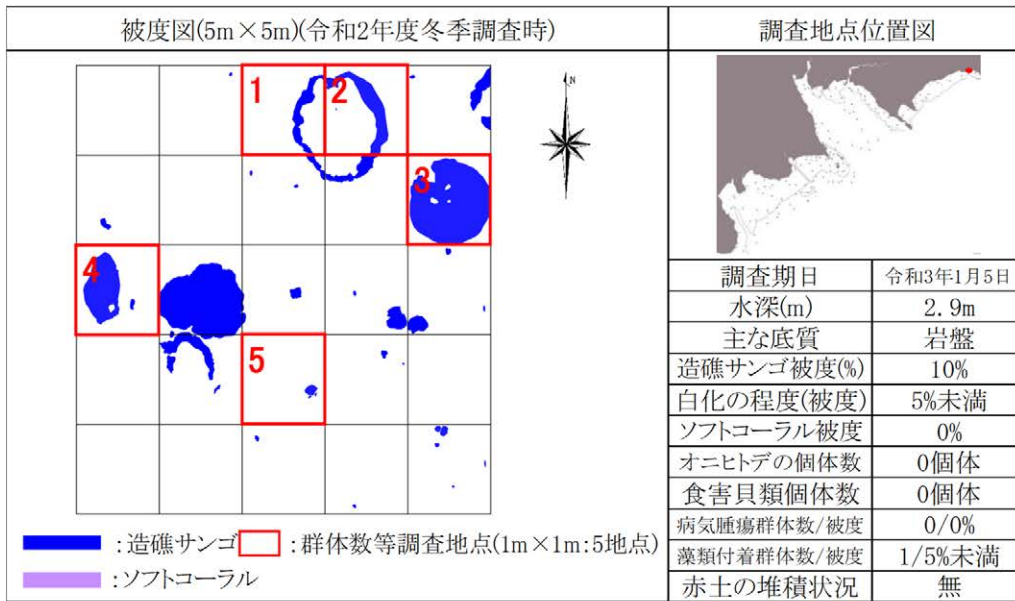 被度図(5m×5m)(令和2年度冬季調査時)
調査地点位置図
1
2
3
4
5
N
調査期日 令和3年1月5日
水深(m) 2.9m
主な底質 岩盤
造礁サンゴ被度(%) 10%
白化の程度(被度) 5%未満
ソフトコーラル被度 0%
オニヒトデの個体数 0個体
食害貝類個体数 0個体
病気腫瘍群体数/被度 0/0%
藻類付着群体数/被度 1/5%未満
赤土の堆積状況 無
:造礁サンゴ :群体数等調査地点(1m×1m:5地点)
:ソフトコーラル